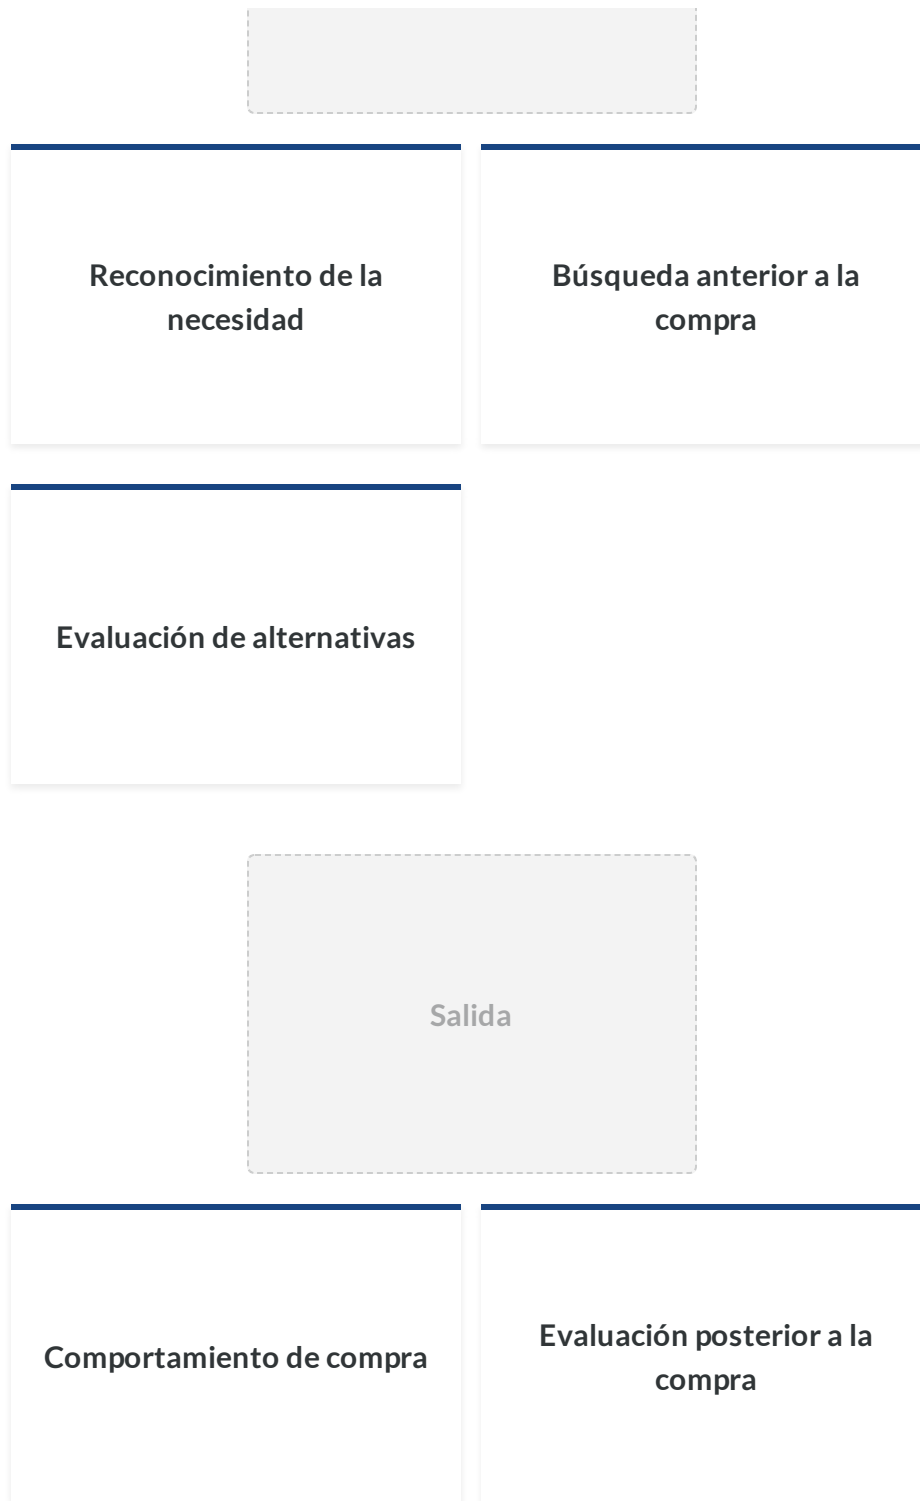 Reconocimiento de la
necesidad
Búsqueda anterior a la
compra
Evaluación de alternativas
Salida
Comportamiento de compra
Evaluación posterior a la
compra